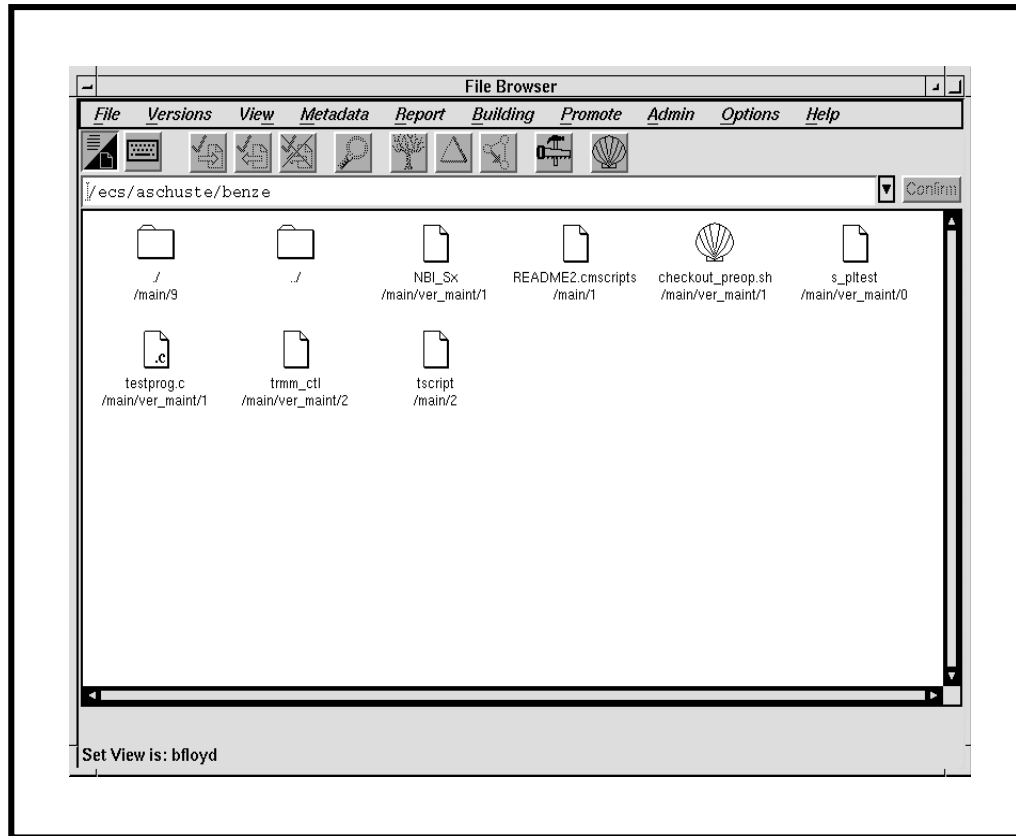 File Browser
File Versions View Metadata Report Building Promote Admin Options Help
/ecs/aschuste/benze Confirm
./ ../ NBI_Sx README2.cmscripts checkout_preop.sh s_pltest
/main/9 /main/ver_maint/1 /main/1 /main/ver_maint/1 /main/ver_maint/0
.c
testprog.c trmm_ctl tscript
/main/ver_maint/1 /main/ver_maint/2 /main/2
Set View is: bfloyd